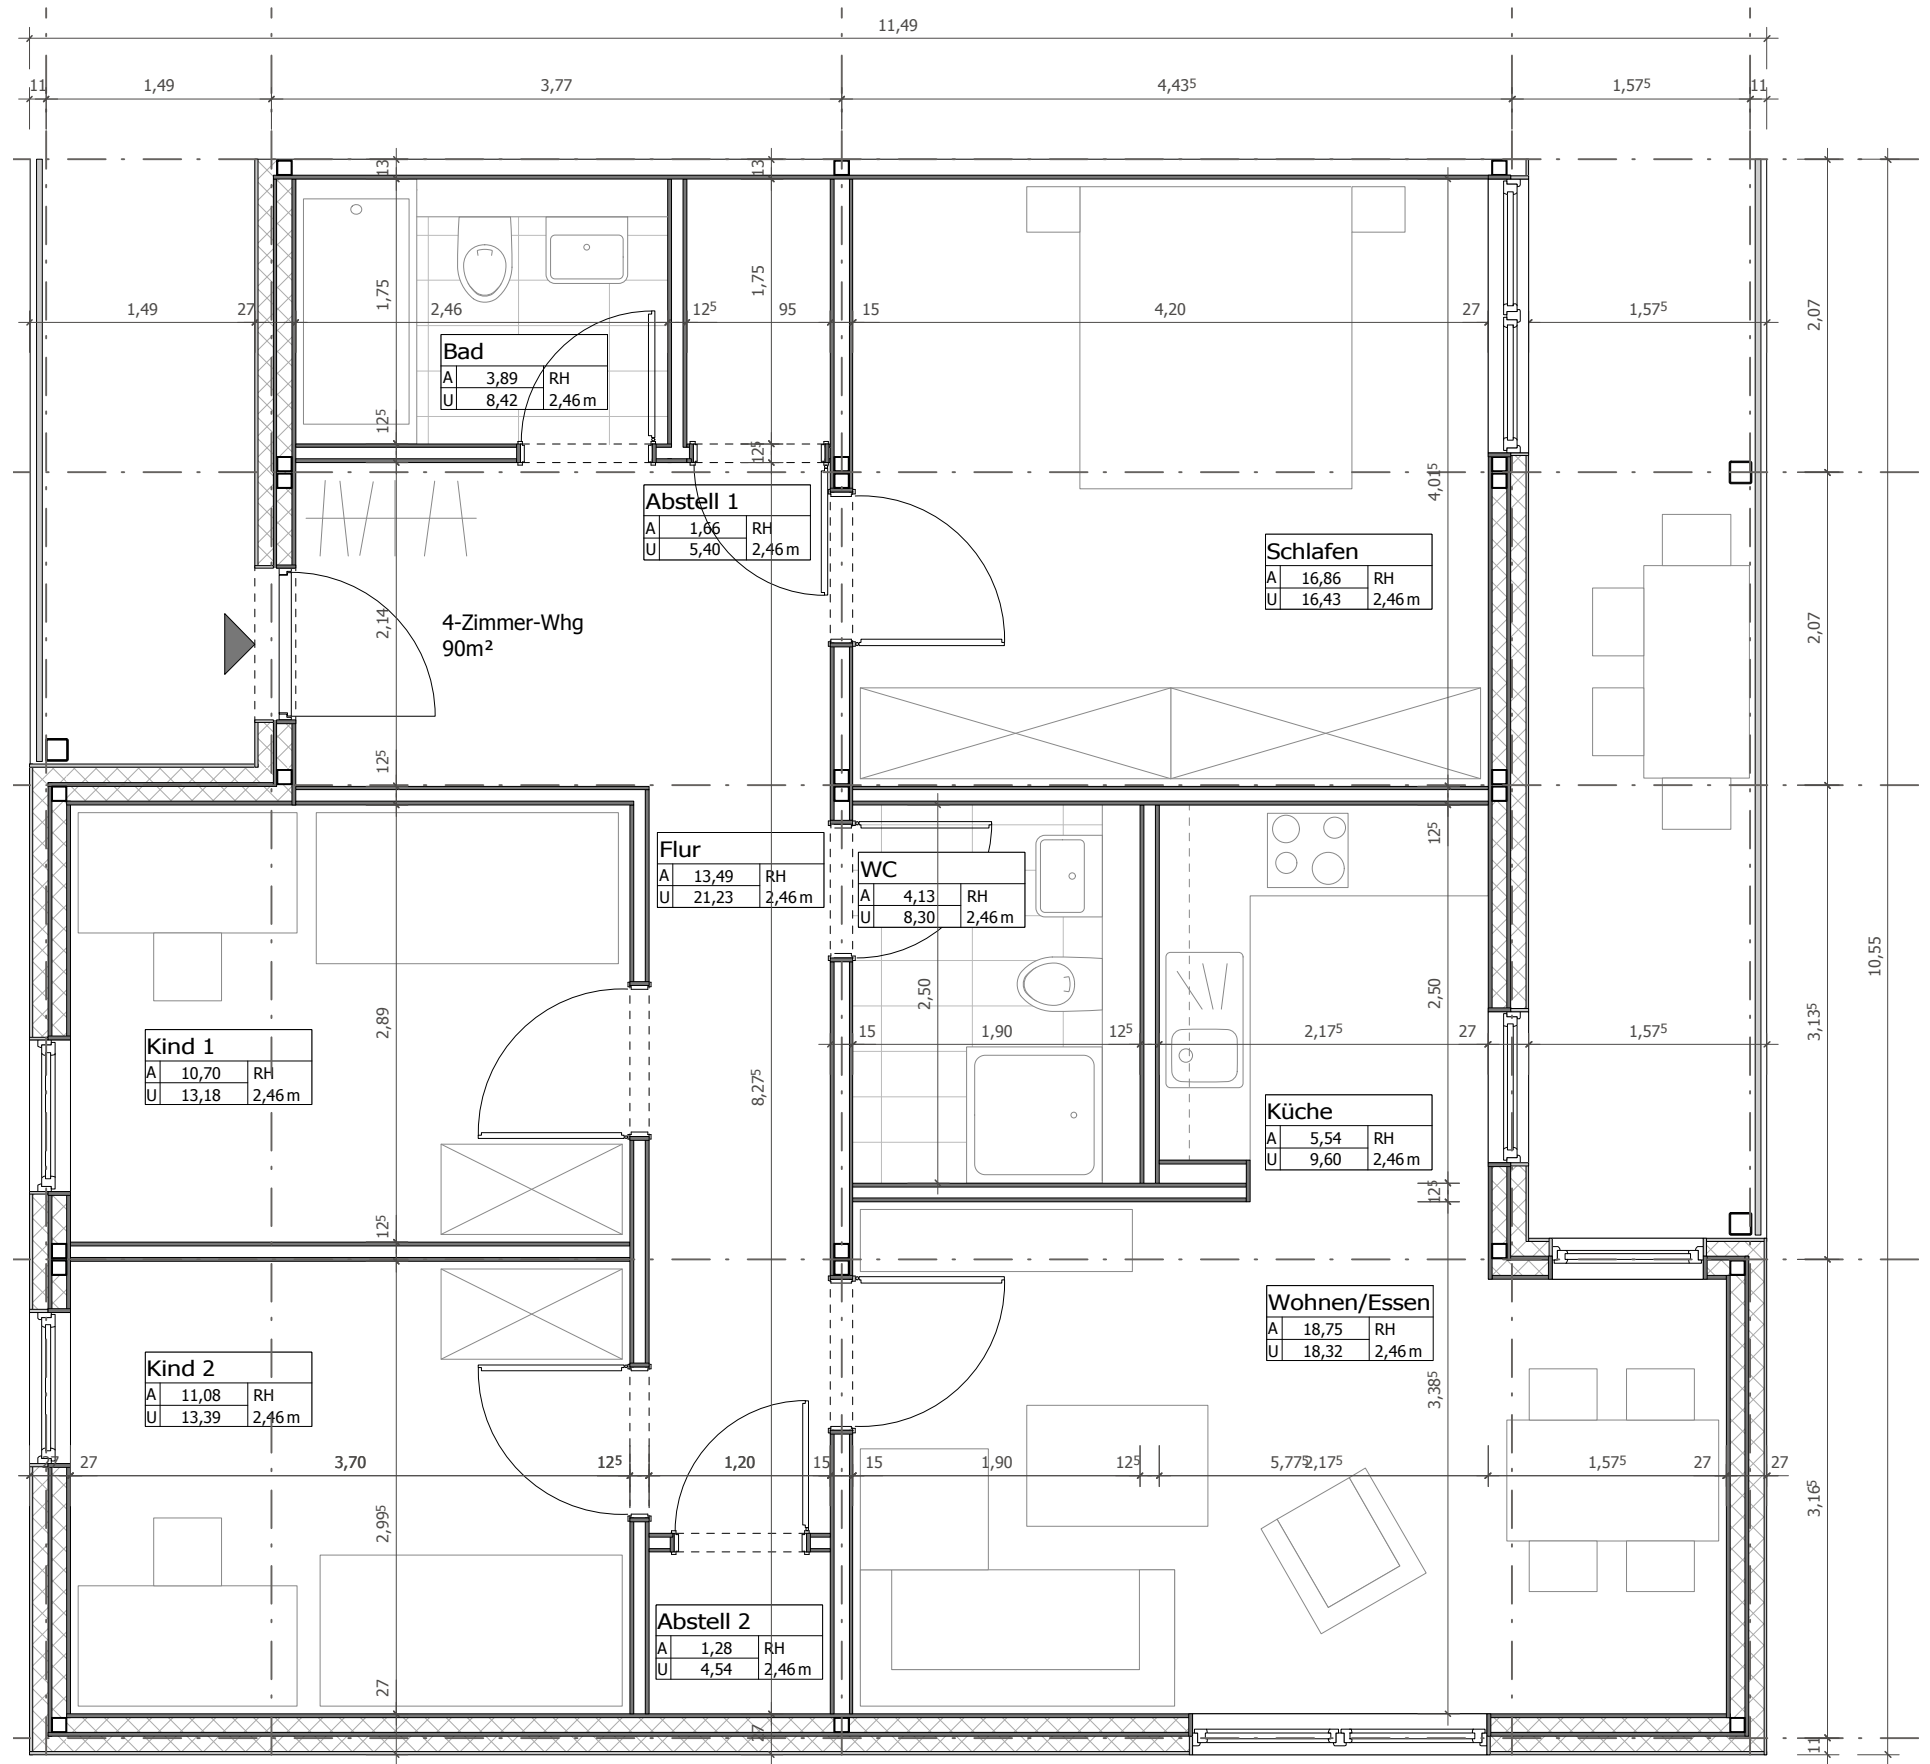 11,49
11 1,49 3,77 4,43⁵ 1,57⁵ 11
13 13
1,75 1,75
1,49 27 2,46 12⁵ 95 15 4,20 27 1,57⁵ 2,07
Bad
A 3,89 RH
U 8,42 2,46 m
12⁵ 12⁵
Abstell 1
A 1,66 RH
U 5,40 2,46 m
4,01⁵
Schlafen
A 16,86 RH
U 16,43 2,46 m
2,14
4-Zimmer-Whg
90m²
2,07
12⁵
12⁵
Flur
A 13,49 RH
U 21,23 2,46 m
WC
A 4,13 RH
U 8,30 2,46 m
10,55
2,89 2,50 2,50 3,13⁵
15 1,90 12⁵ 2,17⁵ 27 1,57⁵
Kind 1
A 10,70 RH
U 13,18 2,46 m
8,27⁵
Küche
A 5,54 RH
U 9,60 2,46 m
12⁵ 12⁵
Wohnen/Essen
A 18,75 RH
U 18,32 2,46 m
Kind 2
A 11,08 RH
U 13,39 2,46 m
3,38⁵
27 27 3,70 12⁵ 1,20 15 15 1,90 12⁵ 5,77⁵ 2,17⁵ 1,57⁵ 27 27
2,99⁵ 3,16⁵
Abstell 2
A 1,28 RH
U 4,54 2,46 m
27 27 11